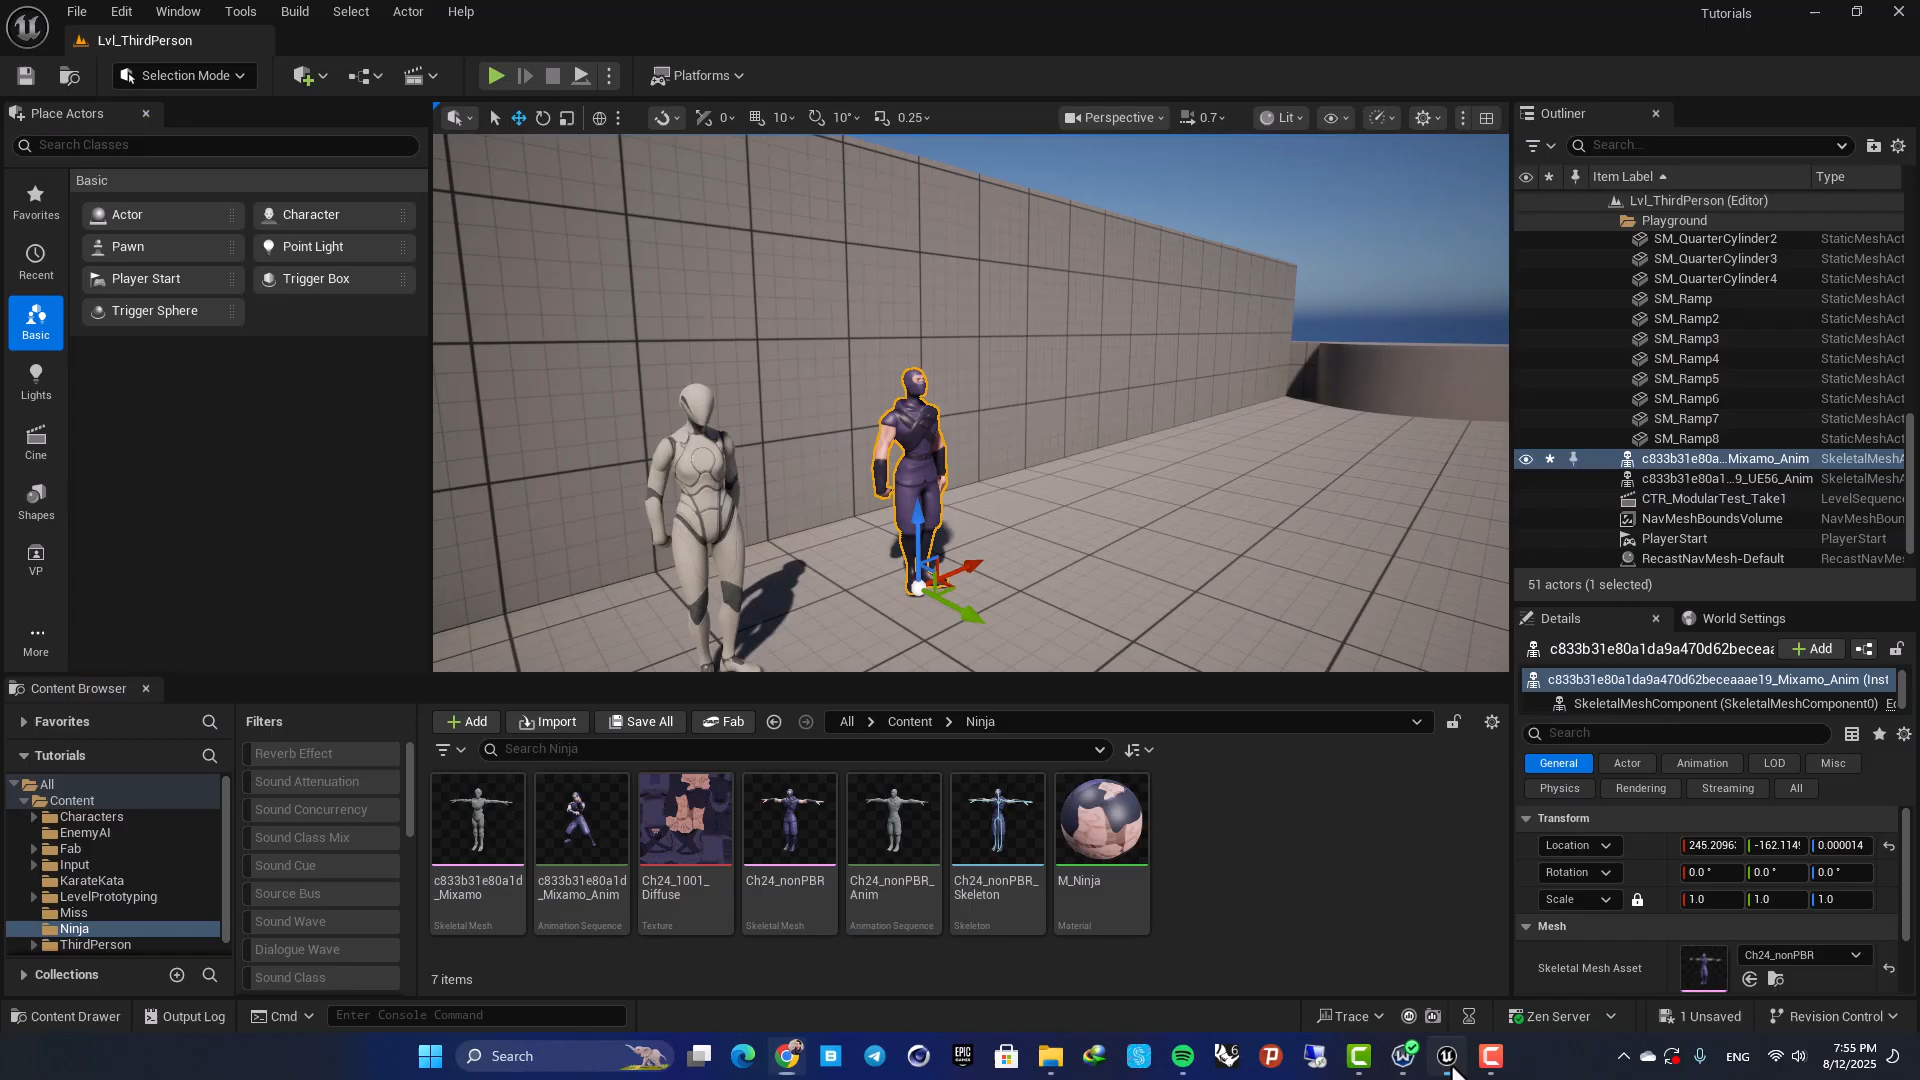 File Edit Window Tools Build Select Actor Help
Tutorials
Lvl_ThirdPerson
Selection Mode
Platforms
Place Actors
Search Classes
Favorites
Recent
Basic
Lights
Cine
Shapes
VP
More
Basic
Actor
Character
Pawn
Point Light
Player Start
Trigger Box
Trigger Sphere
0 10 10° 0.25
Perspective 0.7 Lit
Outliner
Search...
Item Label Type
Lvl_ThirdPerson (Editor)
Playground
SM_QuarterCylinder2 StaticMeshAct
SM_QuarterCylinder3 StaticMeshAct
SM_QuarterCylinder4 StaticMeshAct
SM_Ramp StaticMeshAct
SM_Ramp2 StaticMeshAct
SM_Ramp3 StaticMeshAct
SM_Ramp4 StaticMeshAct
SM_Ramp5 StaticMeshAct
SM_Ramp6 StaticMeshAct
SM_Ramp7 StaticMeshAct
SM_Ramp8 StaticMeshAct
c833b31e80a...Mixamo_Anim SkeletalMeshA
c833b31e80a1...9_UE56_Anim SkeletalMeshA
CTR_ModularTest_Take1 LevelSequence
NavMeshBoundsVolume NavMeshBoun
PlayerStart PlayerStart
RecastNavMesh-Default RecastNavMes
51 actors (1 selected)
Details World Settings
c833b31e80a1da9a470d62beceaaa Add
c833b31e80a1da9a470d62beceaaae19_Mixamo_Anim (Inst
SkeletalMeshComponent (SkeletalMeshComponent0) Ed
Search
General Actor Animation LOD Misc
Physics Rendering Streaming All
Transform
Location 245.2096 -162.1149 0.000014
Rotation 0.0 ° 0.0 ° 0.0 °
Scale 1.0 1.0 1.0
Mesh
Skeletal Mesh Asset Ch24_nonPBR
Content Browser
Favorites
Tutorials
All
Content
Characters
EnemyAI
Fab
Input
KarateKata
LevelPrototyping
Miss
Ninja
ThirdPerson
Collections
Filters
Reverb Effect
Sound Attenuation
Sound Concurrency
Sound Class Mix
Sound Cue
Source Bus
Sound Wave
Dialogue Wave
Sound Class
Add Import Save All Fab All Content Ninja
Search Ninja
c833b31e80a1d
_Mixamo
Skeletal Mesh
c833b31e80a1d
_Mixamo_Anim
Animation Sequence
Ch24_1001_
Diffuse
Texture
Ch24_nonPBR
Skeletal Mesh
Ch24_nonPBR_
Anim
Animation Sequence
Ch24_nonPBR_
Skeleton
Skeleton
M_Ninja
Material
7 items
Content Drawer Output Log Cmd Enter Console Command Trace Zen Server 1 Unsaved Revision Control
Search
EPIC
GAMES
ENG
7:55 PM
8/12/2025